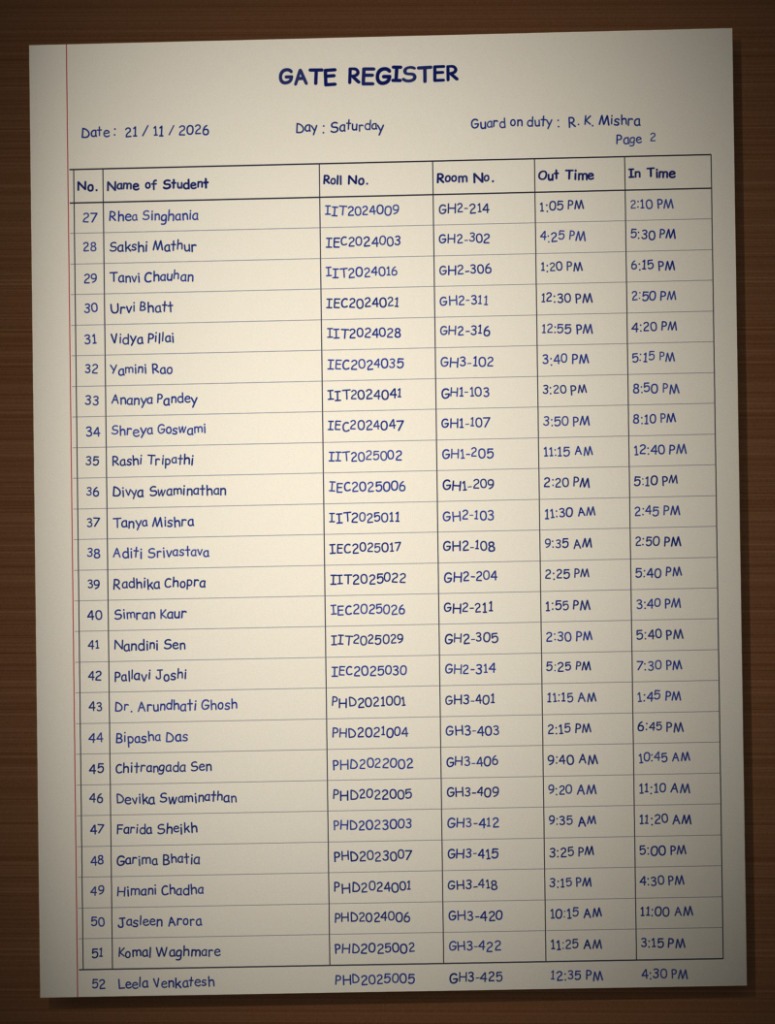 GATE REGISTER
Date: 21 / 11 / 2026 Day : Saturday Guard on duty : R. K. Mishra
Page 2
No. Name of Student Roll No. Room No. Out Time In Time
27 Rhea Singhania IIT2024009 GH2-214 1:05 PM 2:10 PM
28 Sakshi Mathur IEC2024003 GH2-302 4:25 PM 5:30 PM
29 Tanvi Chauhan IIT2024016 GH2-306 1:20 PM 6:15 PM
30 Urvi Bhatt IEC2024021 GH2-311 12:30 PM 2:50 PM
31 Vidya Pillai IIT2024028 GH2-316 12:55 PM 4:20 PM
32 Yamini Rao IEC2024035 GH3-102 3:40 PM 5:15 PM
33 Ananya Pandey IIT2024041 GH1-103 3:20 PM 8:50 PM
34 Shreya Goswami IEC2024047 GH1-107 3:50 PM 8:10 PM
35 Rashi Tripathi IIT2025002 GH1-205 11:15 AM 12:40 PM
36 Divya Swaminathan IEC2025006 GH1-209 2:20 PM 5:10 PM
37 Tanya Mishra IIT2025011 GH2-103 11:30 AM 2:45 PM
38 Aditi Srivastava IEC2025017 GH2-108 9:35 AM 2:50 PM
39 Radhika Chopra IIT2025022 GH2-204 2:25 PM 5:40 PM
40 Simran Kaur IEC2025026 GH2-211 1:55 PM 3:40 PM
41 Nandini Sen IIT2025029 GH2-305 2:30 PM 5:40 PM
42 Pallavi Joshi IEC2025030 GH2-314 5:25 PM 7:30 PM
43 Dr. Arundhati Ghosh PHD2021001 GH3-401 11:15 AM 1:45 PM
44 Bipasha Das PHD2021004 GH3-403 2:15 PM 6:45 PM
45 Chitrangada Sen PHD2022002 GH3-406 9:40 AM 10:45 AM
46 Devika Swaminathan PHD2022005 GH3-409 9:20 AM 11:10 AM
47 Farida Sheikh PHD2023003 GH3-412 9:35 AM 11:20 AM
48 Garima Bhatia PHD2023007 GH3-415 3:25 PM 5:00 PM
49 Himani Chadha PHD2024001 GH3-418 3:15 PM 4:30 PM
50 Jasleen Arora PHD2024006 GH3-420 10:15 AM 11:00 AM
51 Komal Waghmare PHD2025002 GH3-422 11:25 AM 3:15 PM
52 Leela Venkatesh PHD2025005 GH3-425 12:35 PM 4:30 PM